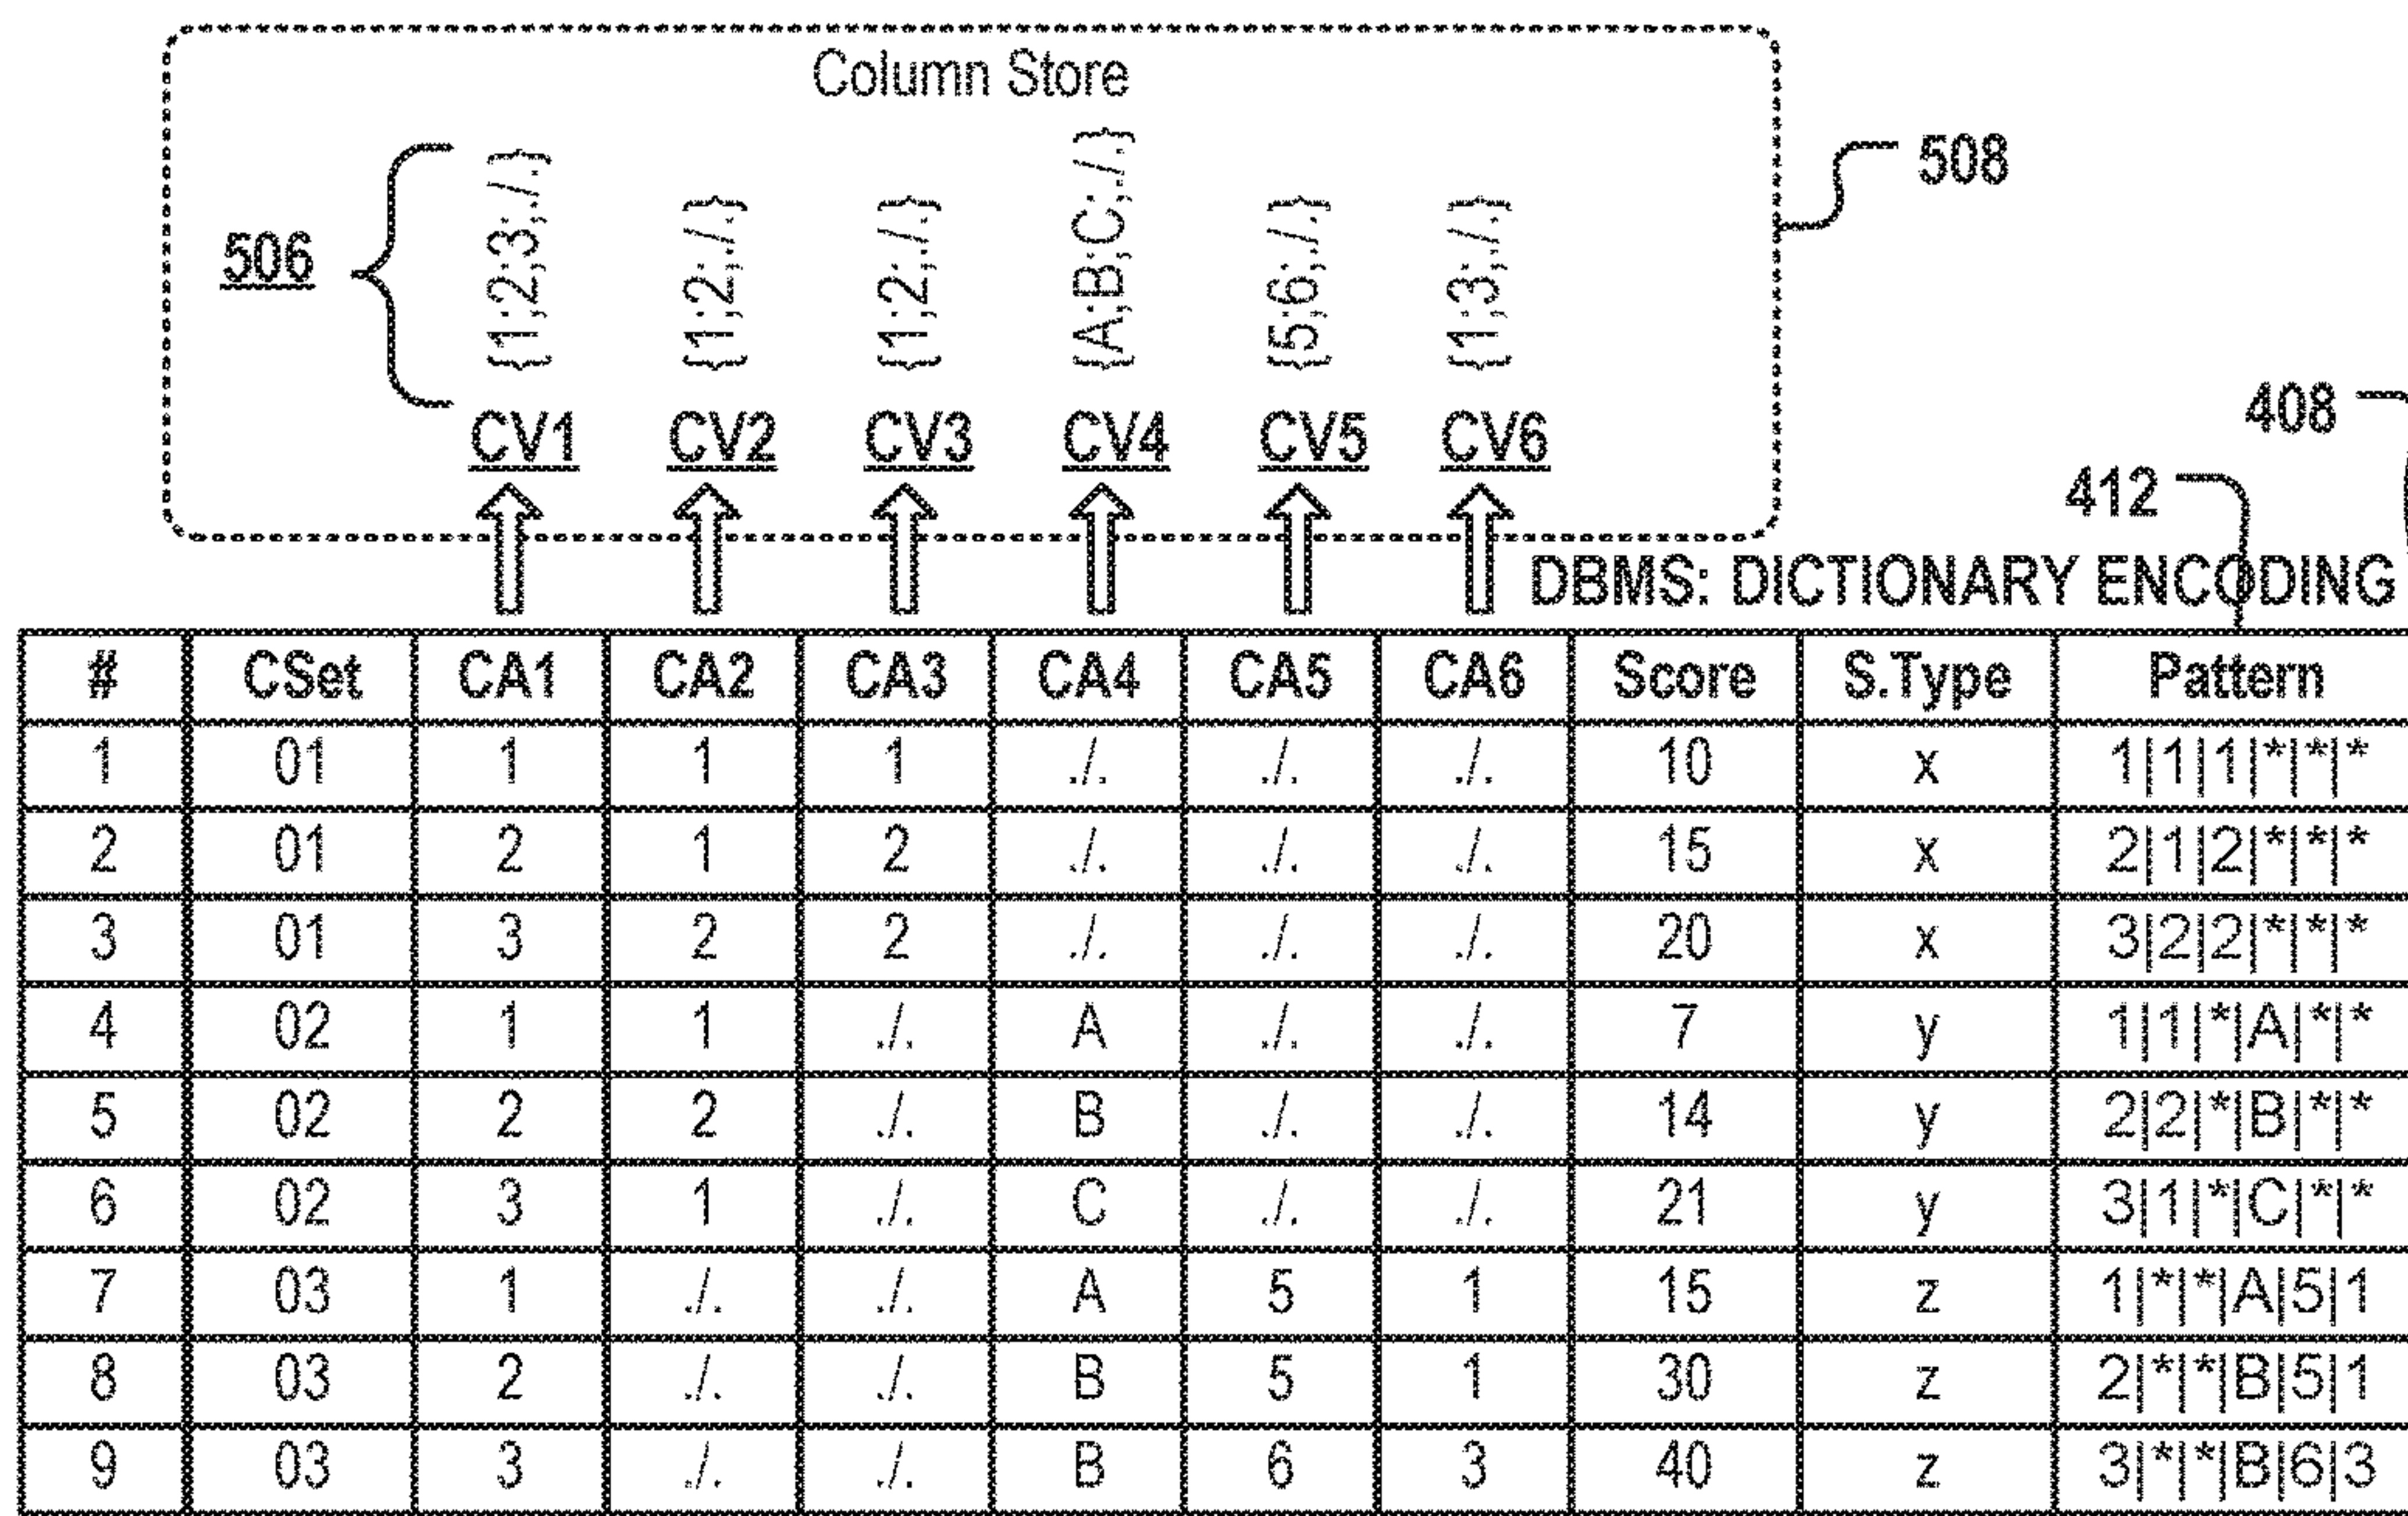 Column Store
508
506
{1;2;3;./.} {1;2;./.} {1;2;./.} {A;B;C;./.} {5;6;./.} {1;3;./.}
CV1 CV2 CV3 CV4 CV5 CV6
408
412
DBMS: DICTIONARY ENCODING
# CSet CA1 CA2 CA3 CA4 CA5 CA6 Score S.Type Pattern
1 01 1 1 1 ./. ./. ./. 10 x 1|1|1|*|*|*
2 01 2 1 2 ./. ./. ./. 15 x 2|1|2|*|*|*
3 01 3 2 2 ./. ./. ./. 20 x 3|2|2|*|*|*
4 02 1 1 ./. A ./. ./. 7 y 1|1|*|A|*|*
5 02 2 2 ./. B ./. ./. 14 y 2|2|*|B|*|*
6 02 3 1 ./. C ./. ./. 21 y 3|1|*|C|*|*
7 03 1 ./. ./. A 5 1 15 z 1|*|*|A|5|1
8 03 2 ./. ./. B 5 1 30 z 2|*|*|B|5|1
9 03 3 ./. ./. B 6 3 40 z 3|*|*|B|6|3